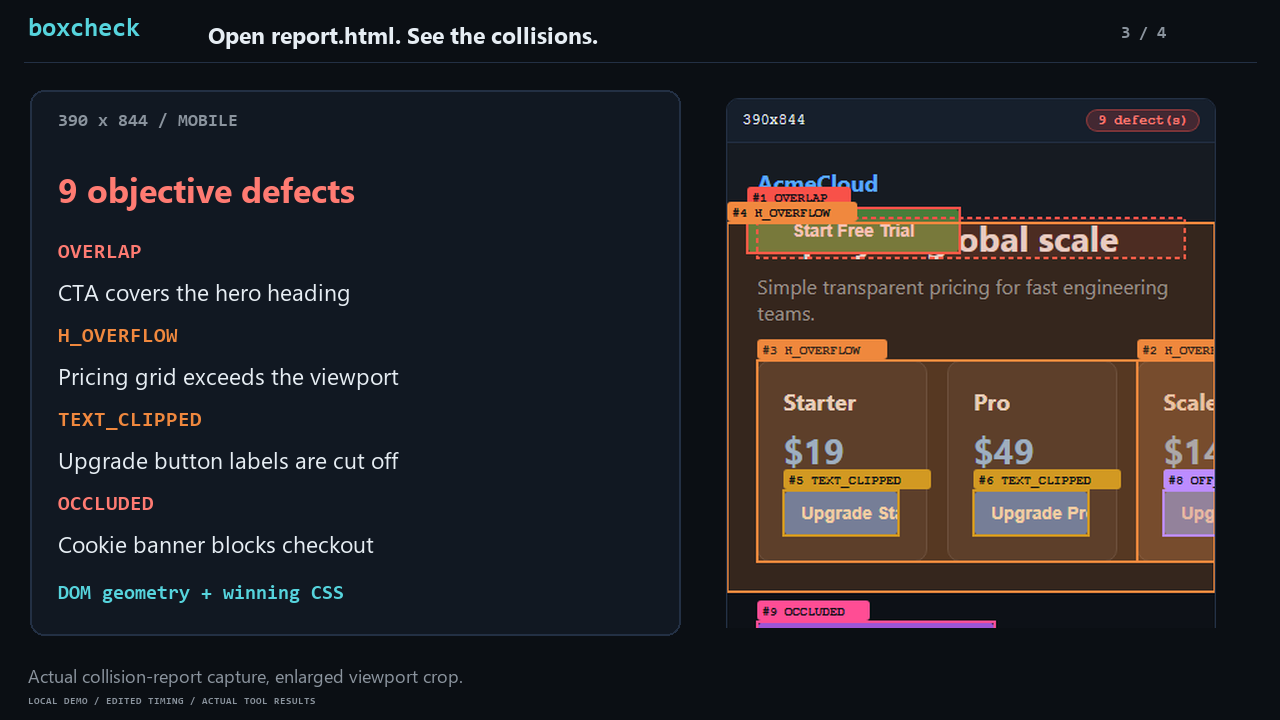 boxcheck
Open report.html. See the collisions.
3 / 4
390 x 844 / MOBILE
9 objective defects
OVERLAP
CTA covers the hero heading
H_OVERFLOW
Pricing grid exceeds the viewport
TEXT_CLIPPED
Upgrade button labels are cut off
OCCLUDED
Cookie banner blocks checkout
DOM geometry + winning CSS
390x844
9 defect(s)
AcmeCloud
#1 OVERLAP
#4 H_OVERFLOW
Start Free Trial
obal scale
Simple transparent pricing for fast engineering
teams.
#3 H_OVERFLOW
#2 H_OVERF
Starter
Pro
Scale
$19
$49
$14
#5 TEXT_CLIPPED
#6 TEXT_CLIPPED
#8 OFF_
Upgrade Sta
Upgrade Pr
Upg
#9 OCCLUDED
Actual collision-report capture, enlarged viewport crop.
LOCAL DEMO / EDITED TIMING / ACTUAL TOOL RESULTS